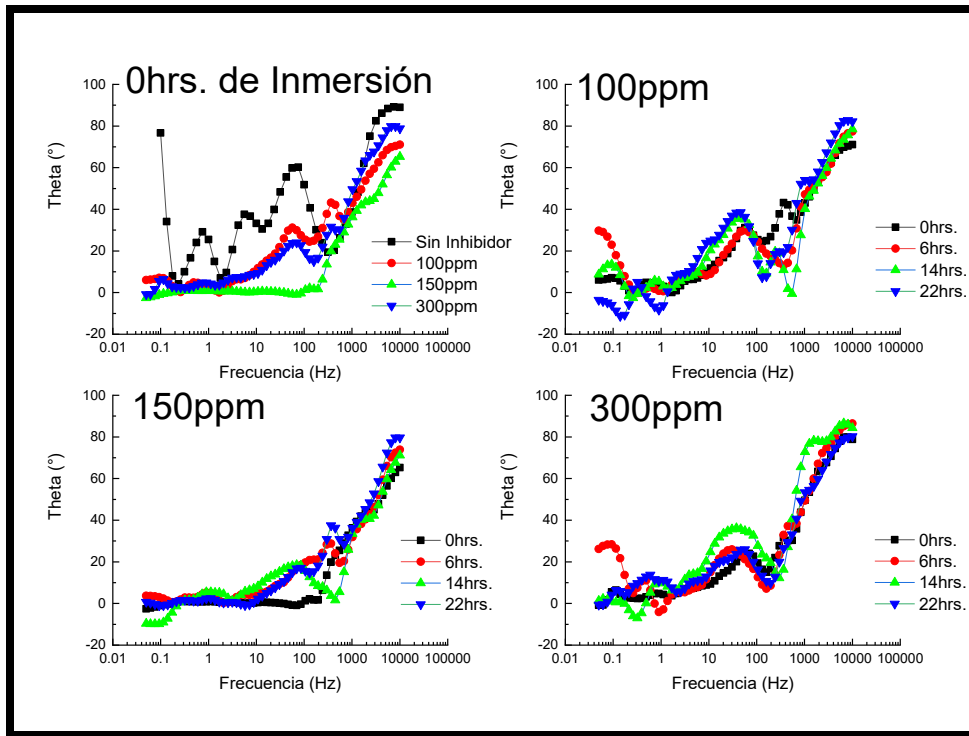 0hrs. de Inmersión
100
80
60
40
20
0
-20
Theta (°)
0.01 0.1 1 10 100 1000 10000 100000
Frecuencia (Hz)
Sin Inhibidor
100ppm
150ppm
300ppm
100ppm
100
80
60
40
20
0
-20
Theta (°)
0.01 0.1 1 10 100 1000 10000 100000
Frecuencia (Hz)
0hrs.
6hrs.
14hrs.
22hrs.
150ppm
100
80
60
40
20
0
-20
Theta (°)
0.01 0.1 1 10 100 1000 10000 100000
Frecuencia (Hz)
0hrs.
6hrs.
14hrs.
22hrs.
300ppm
100
80
60
40
20
0
-20
Theta (°)
0.01 0.1 1 10 100 1000 10000 100000
Frecuencia (Hz)
0hrs.
6hrs.
14hrs.
22hrs.